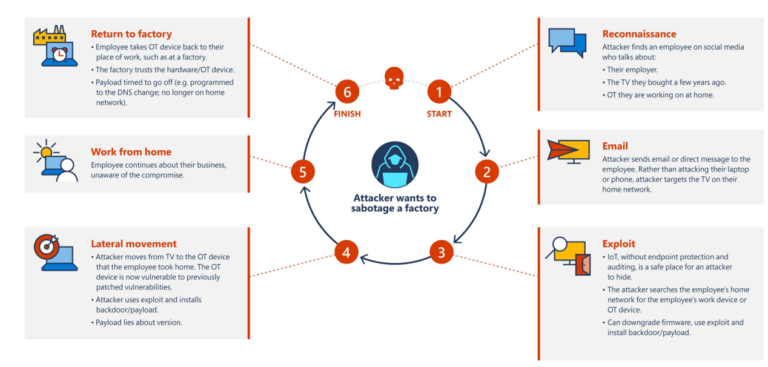 Return to factory
• Employee takes OT device back to their
place of work, such as at a factory.
• The factory trusts the hardware/OT device.
• Payload timed to go off (e.g. programmed
to the DNS change; no longer on home
network).
Work from home
Employee continues about their business,
unaware of the compromise.
Lateral movement
• Attacker moves from TV to the OT device
that the employee took home. The OT
device is now vulnerable to previously
patched vulnerabilities.
• Attacker uses exploit and installs
backdoor/payload.
• Payload lies about version.
6
FINISH
1
START
5
2
Attacker wants to
sabotage a factory
4
3
Reconnaissance
Attacker finds an employee on social media
who talks about:
• Their employer.
• The TV they bought a few years ago.
• OT they are working on at home.
Email
Attacker sends email or direct message to the
employee. Rather than attacking their laptop
or phone, attacker targets the TV on their
home network.
Exploit
• IoT, without endpoint protection and
auditing, is a safe place for an attacker
to hide.
• The attacker searches the employee's home
network for the employee's work device or
OT device.
• Can downgrade firmware, use exploit and
install backdoor/payload.